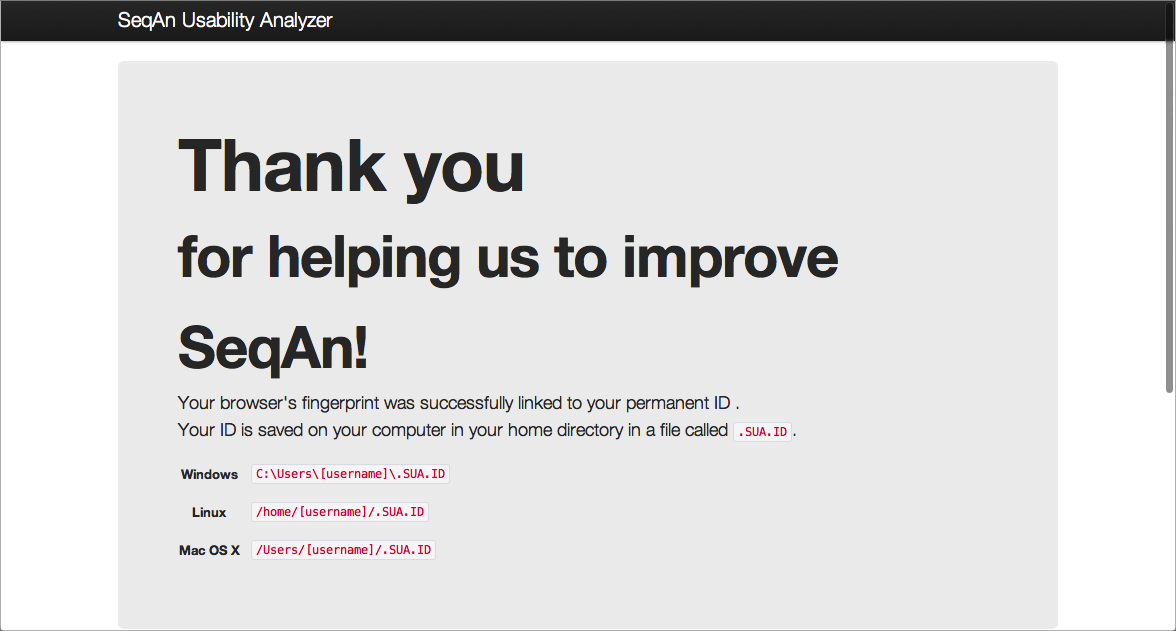 SeqAn Usability Analyzer
Thank you
for helping us to improve
SeqAn!
Your browser's fingerprint was successfully linked to your permanent ID .
Your ID is saved on your computer in your home directory in a file called .SUA.ID.
Windows C:\Users\[username]\.SUA.ID
Linux /home/[username]/.SUA.ID
Mac OS X /Users/[username]/.SUA.ID